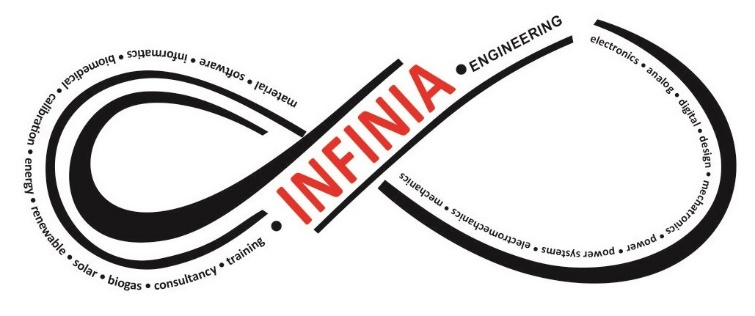 INFINIA
• ENGINEERING
electronics • analog • digital • design • mechatronics • power • power systems • electromechanics • mechanics
material • software • informatics • biomedical • calibration • energy • renewable • solar • biogas • consultancy • training •